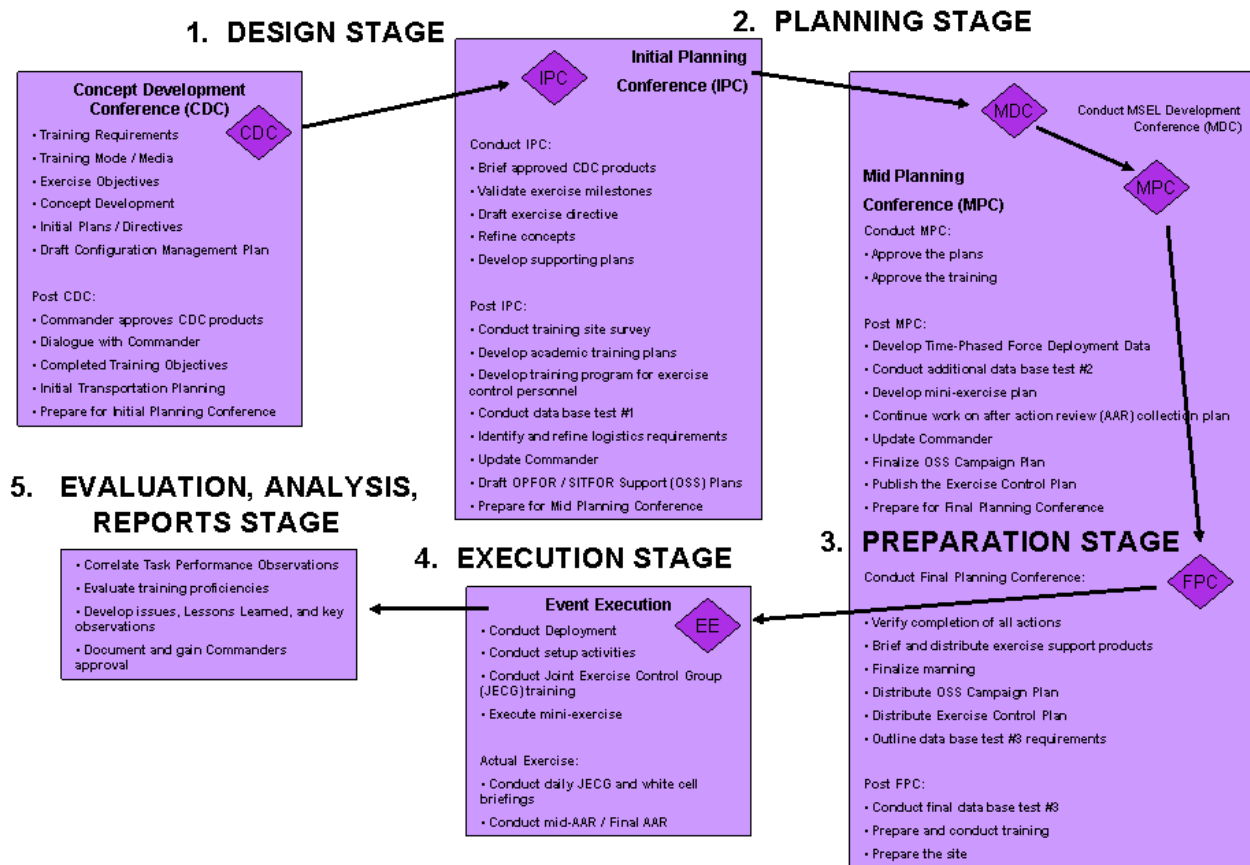 1. DESIGN STAGE
Concept Development
Conference (CDC)
CDC
• Training Requirements
• Training Mode / Media
• Exercise Objectives
• Concept Development
• Initial Plans / Directives
• Draft Configuration Management Plan
Post CDC:
• Commander approves CDC products
• Dialogue with Commander
• Completed Training Objectives
• Initial Transportation Planning
• Prepare for Initial Planning Conference
2. PLANNING STAGE
IPC
Initial Planning
Conference (IPC)
Conduct IPC:
• Brief approved CDC products
• Validate exercise milestones
• Draft exercise directive
• Refine concepts
• Develop supporting plans
Post IPC:
• Conduct training site survey
• Develop academic training plans
• Develop training program for exercise
control personnel
• Conduct data base test #1
• Identify and refine logistics requirements
• Update Commander
• Draft OPFOR / SITFOR Support (OSS) Plans
• Prepare for Mid Planning Conference
MDC
Conduct MSEL Development
Conference (MDC)
MPC
Mid Planning
Conference (MPC)
Conduct MPC:
• Approve the plans
• Approve the training
Post MPC:
• Develop Time-Phased Force Deployment Data
• Conduct additional data base test #2
• Develop mini-exercise plan
• Continue work on after action review (AAR) collection plan
• Update Commander
• Finalize OSS Campaign Plan
• Publish the Exercise Control Plan
• Prepare for Final Planning Conference
3. PREPARATION STAGE
Conduct Final Planning Conference:
FPC
• Verify completion of all actions
• Brief and distribute exercise support products
• Finalize manning
• Distribute OSS Campaign Plan
• Distribute Exercise Control Plan
• Outline data base test #3 requirements
Post FPC:
• Conduct final data base test #3
• Prepare and conduct training
• Prepare the site
4. EXECUTION STAGE
Event Execution
EE
• Conduct Deployment
• Conduct setup activities
• Conduct Joint Exercise Control Group
(JECG) training
• Execute mini-exercise
Actual Exercise:
• Conduct daily JECG and white cell
briefings
• Conduct mid-AAR / Final AAR
5. EVALUATION, ANALYSIS,
REPORTS STAGE
• Correlate Task Performance Observations
• Evaluate training proficiencies
• Develop issues, Lessons Learned, and key
observations
• Document and gain Commanders
approval